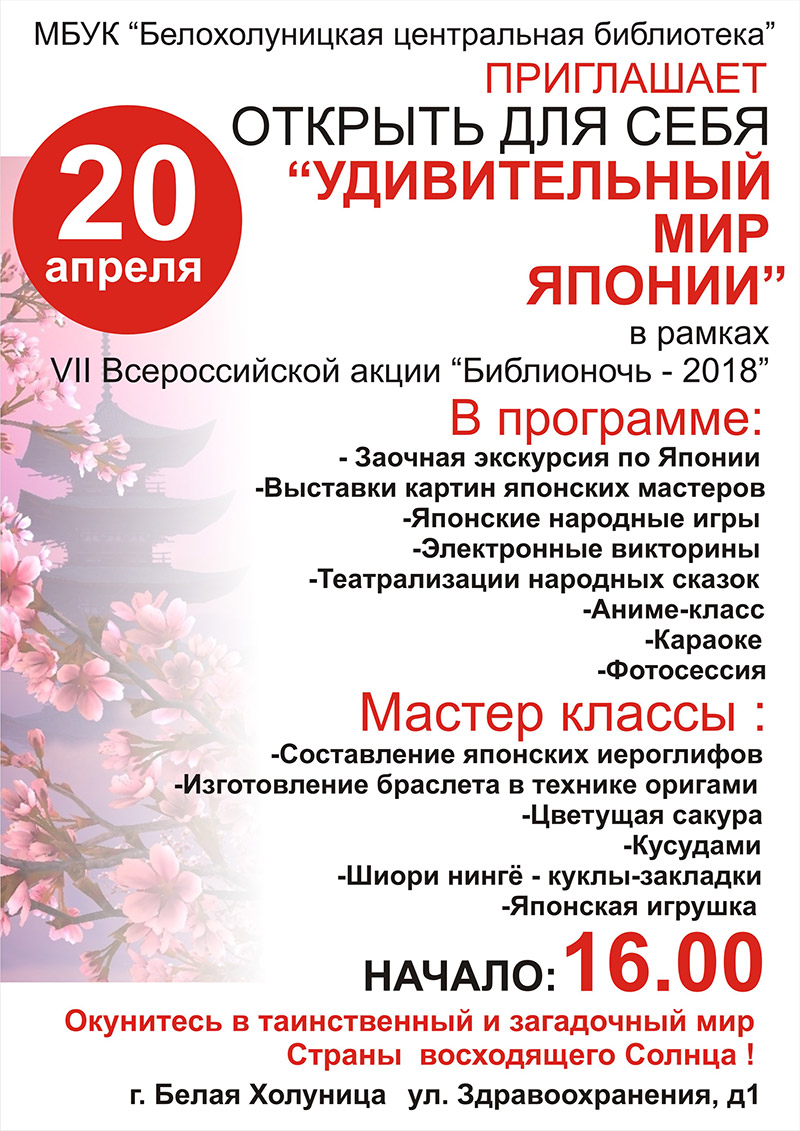 МБУК “Белохолуницкая центральная библиотека”
ПРИГЛАШАЕТ
ОТКРЫТЬ ДЛЯ СЕБЯ
“УДИВИТЕЛЬНЫЙ
МИР
ЯПОНИИ”
20
апреля
в рамках
VII Всероссийской акции “Библионочь - 2018”
В программе:
- Заочная экскурсия по Японии
-Выставки картин японских мастеров
-Японские народные игры
-Электронные викторины
-Театрализации народных сказок
-Аниме-класс
-Караоке
-Фотосессия
Мастер классы :
-Составление японских иероглифов
-Изготовление браслета в технике оригами
-Цветущая сакура
-Кусудами
-Шиори нингё - куклы-закладки
-Японская игрушка
НАЧАЛО: 16.00
Окунитесь в таинственный и загадочный мир
Страны восходящего Солнца !
г. Белая Холуница ул. Здравоохранения, д1